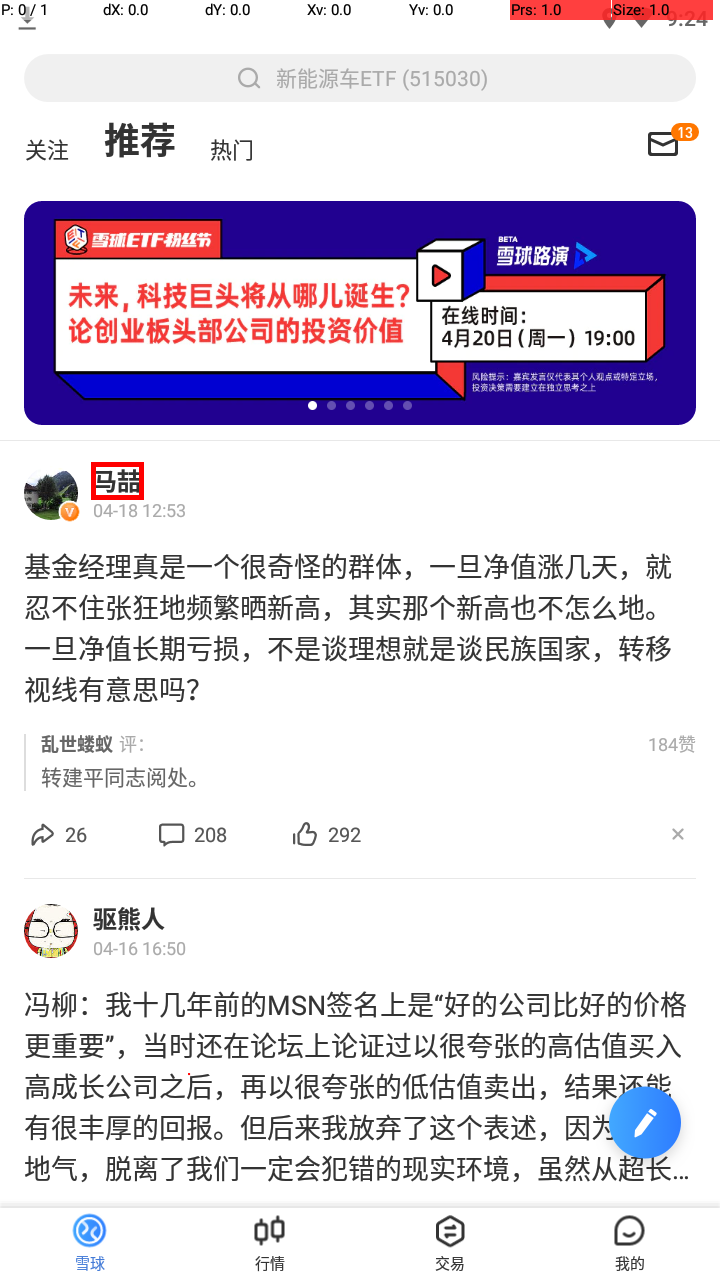 P: 0 / 1 dX: 0.0 dY: 0.0 Xv: 0.0 Yv: 0.0 Prs: 1.0 Size: 1.0
9:24
新能源车ETF (515030)
关注 推荐 热门 13
雪球ETF粉丝节
BETA
雪球路演
未来，科技巨头将从哪儿诞生？
论创业板头部公司的投资价值
在线时间：
4月20日（周一）19:00
风险提示：嘉宾发言仅代表其个人观点或特定立场，
投资决策需要建立在独立思考之上
马喆
V
04-18 12:53
基金经理真是一个很奇怪的群体，一旦净值涨几天，就
忍不住张狂地频繁晒新高，其实那个新高也不怎么地。
一旦净值长期亏损，不是谈理想就是谈民族国家，转移
视线有意思吗？
乱世蝼蚁 评： 184赞
转建平同志阅处。
26 208 292
驱熊人
04-16 16:50
冯柳：我十几年前的MSN签名上是“好的公司比好的价格
更重要”，当时还在论坛上论证过以很夸张的高估值买入
高成长公司之后，再以很夸张的低估值卖出，结果还能
有很丰厚的回报。但后来我放弃了这个表述，因为
地气，脱离了我们一定会犯错的现实环境，虽然从超长...
雪球 行情 交易 我的